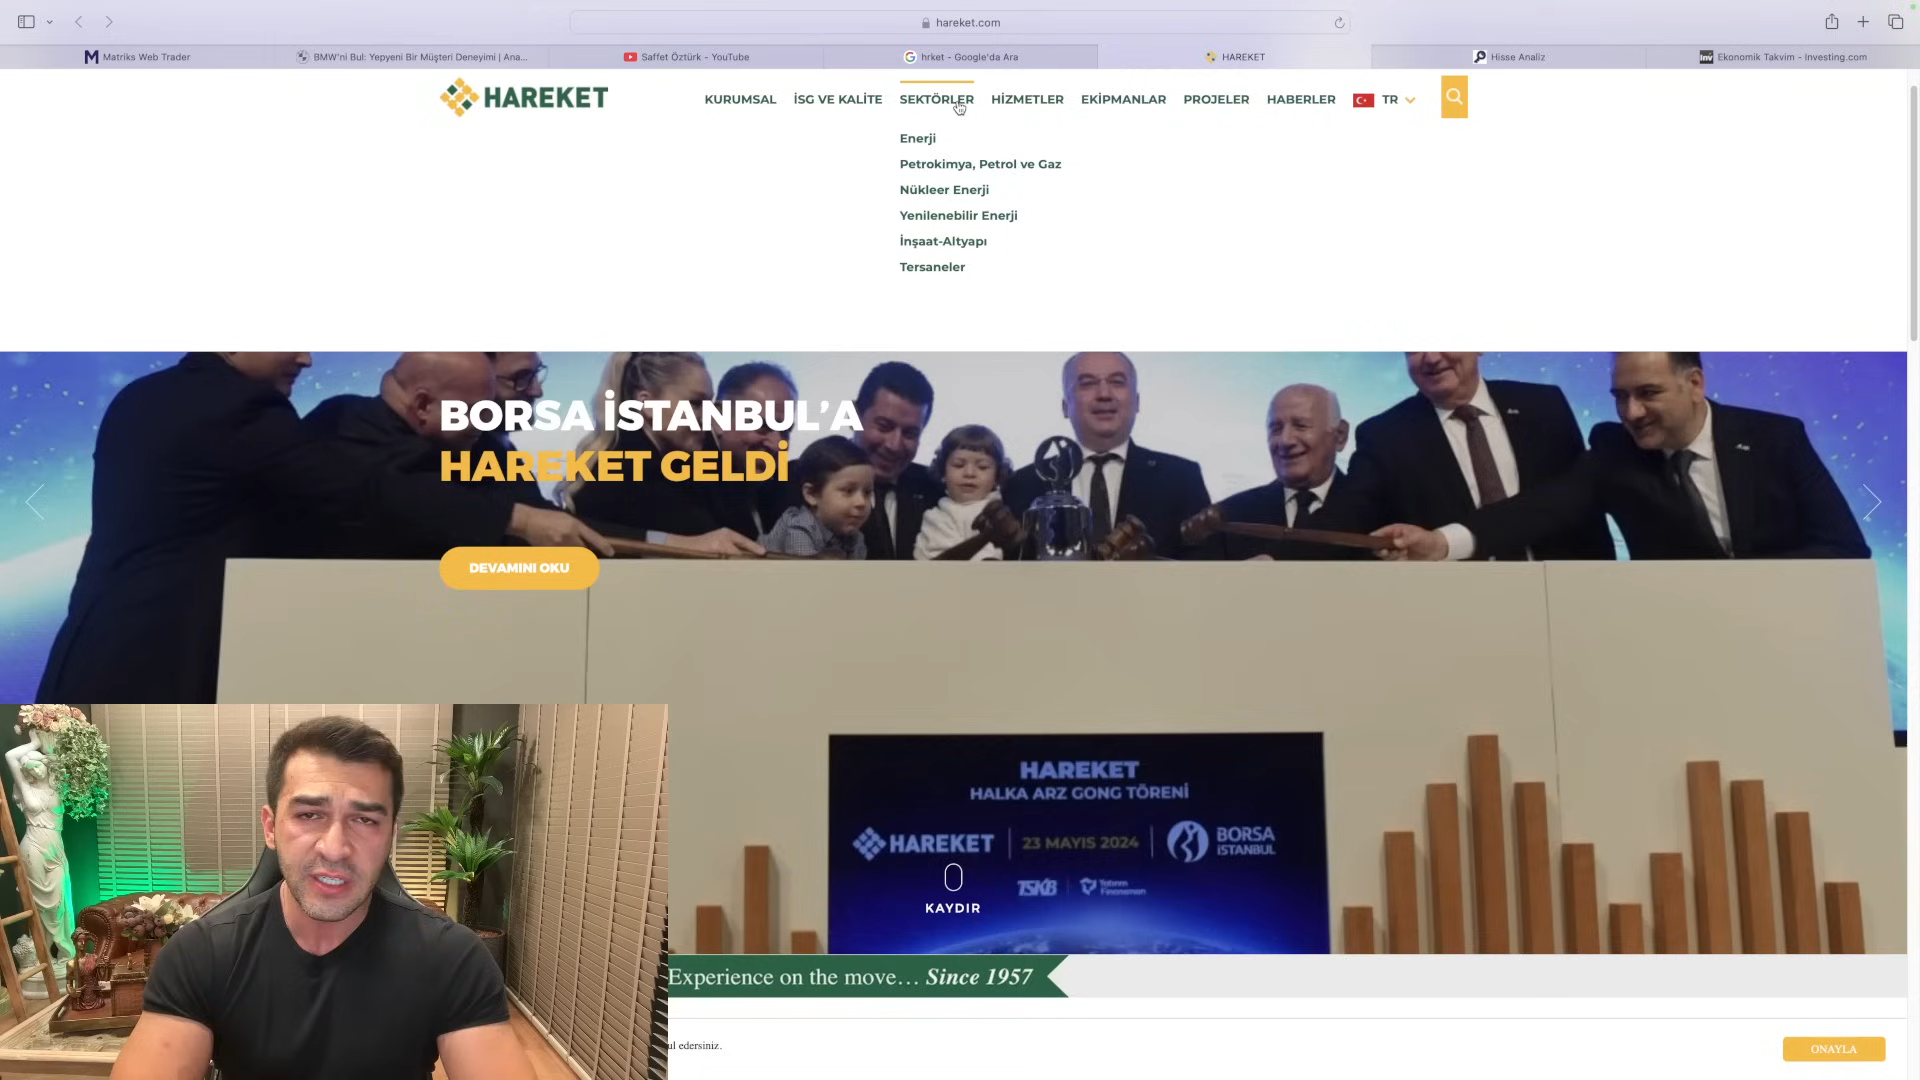 hareket.com
Matriks Web Trader
BMW'ni Bul: Yepyeni Bir Müşteri Deneyimi | Ana...
Saffet Öztürk - YouTube
hrket - Google'da Ara
HAREKET
Hisse Analiz
Ekonomik Takvim - Investing.com
HAREKET
KURUMSAL
İSG VE KALİTE
SEKTÖRLER
HİZMETLER
EKİPMANLAR
PROJELER
HABERLER
TR
Enerji
Petrokimya, Petrol ve Gaz
Nükleer Enerji
Yenilenebilir Enerji
İnşaat-Altyapı
Tersaneler
BORSA İSTANBUL'A
HAREKET GELDİ
DEVAMINI OKU
HAREKET
HALKA ARZ GONG TÖRENİ
HAREKET
23 MAYIS 2024
BORSA
ISTANBUL
TSKB
Yatırım
Finansman
KAYDIR
Experience on the move... Since 1957
ul edersiniz.
ONAYLA